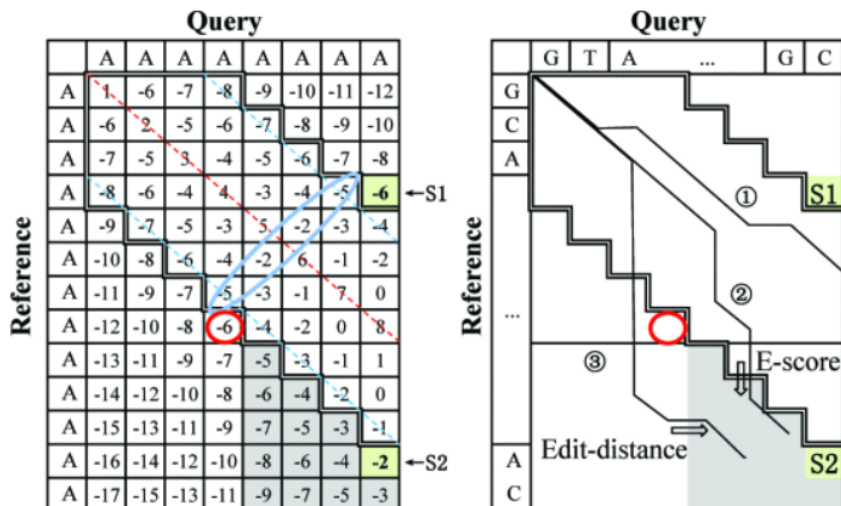 Query
A A A A A A A A
A 1 -6 -7 -8 -9 -10 -11 -12
A -6 2 -5 -6 -7 -8 -9 -10
A -7 -5 3 -4 -5 -6 -7 -8
A -8 -6 -4 4 -3 -4 -5 -6 ←S1
A -9 -7 -5 -3 5 -2 -3 -4
A -10 -8 -6 -4 -2 6 -1 -2
A -11 -9 -7 -5 -3 -1 7 0
A -12 -10 -8 -6 -4 -2 0 8
A -13 -11 -9 -7 -5 -3 -1 1
A -14 -12 -10 -8 -6 -4 -2 0
A -15 -13 -11 -9 -7 -5 -3 -1
A -16 -14 -12 -10 -8 -6 -4 -2 ←S2
A -17 -15 -13 -11 -9 -7 -5 -3
Reference
Query
G T A ... G C
G
C
A
...
A
C
Reference
S1
①
②
③
E-score
Edit-distance
S2